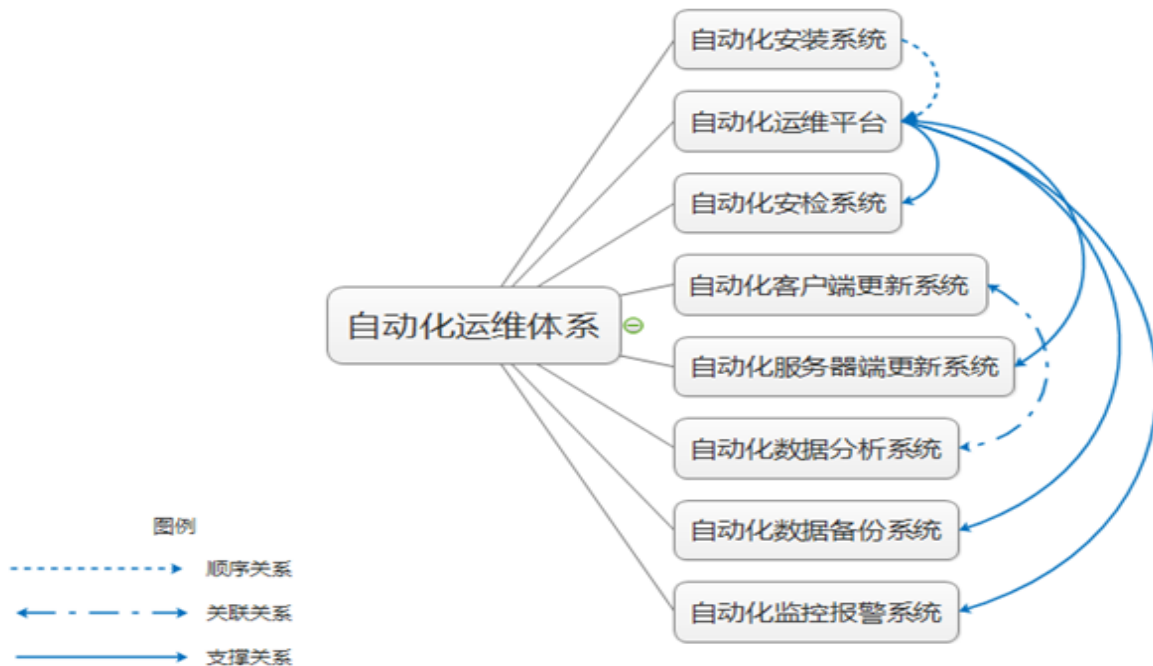 自动化安装系统
自动化运维平台
自动化安检系统
自动化客户端更新系统
自动化运维体系
自动化服务器端更新系统
自动化数据分析系统
自动化数据备份系统
自动化监控报警系统
图例
顺序关系
关联关系
支撑关系